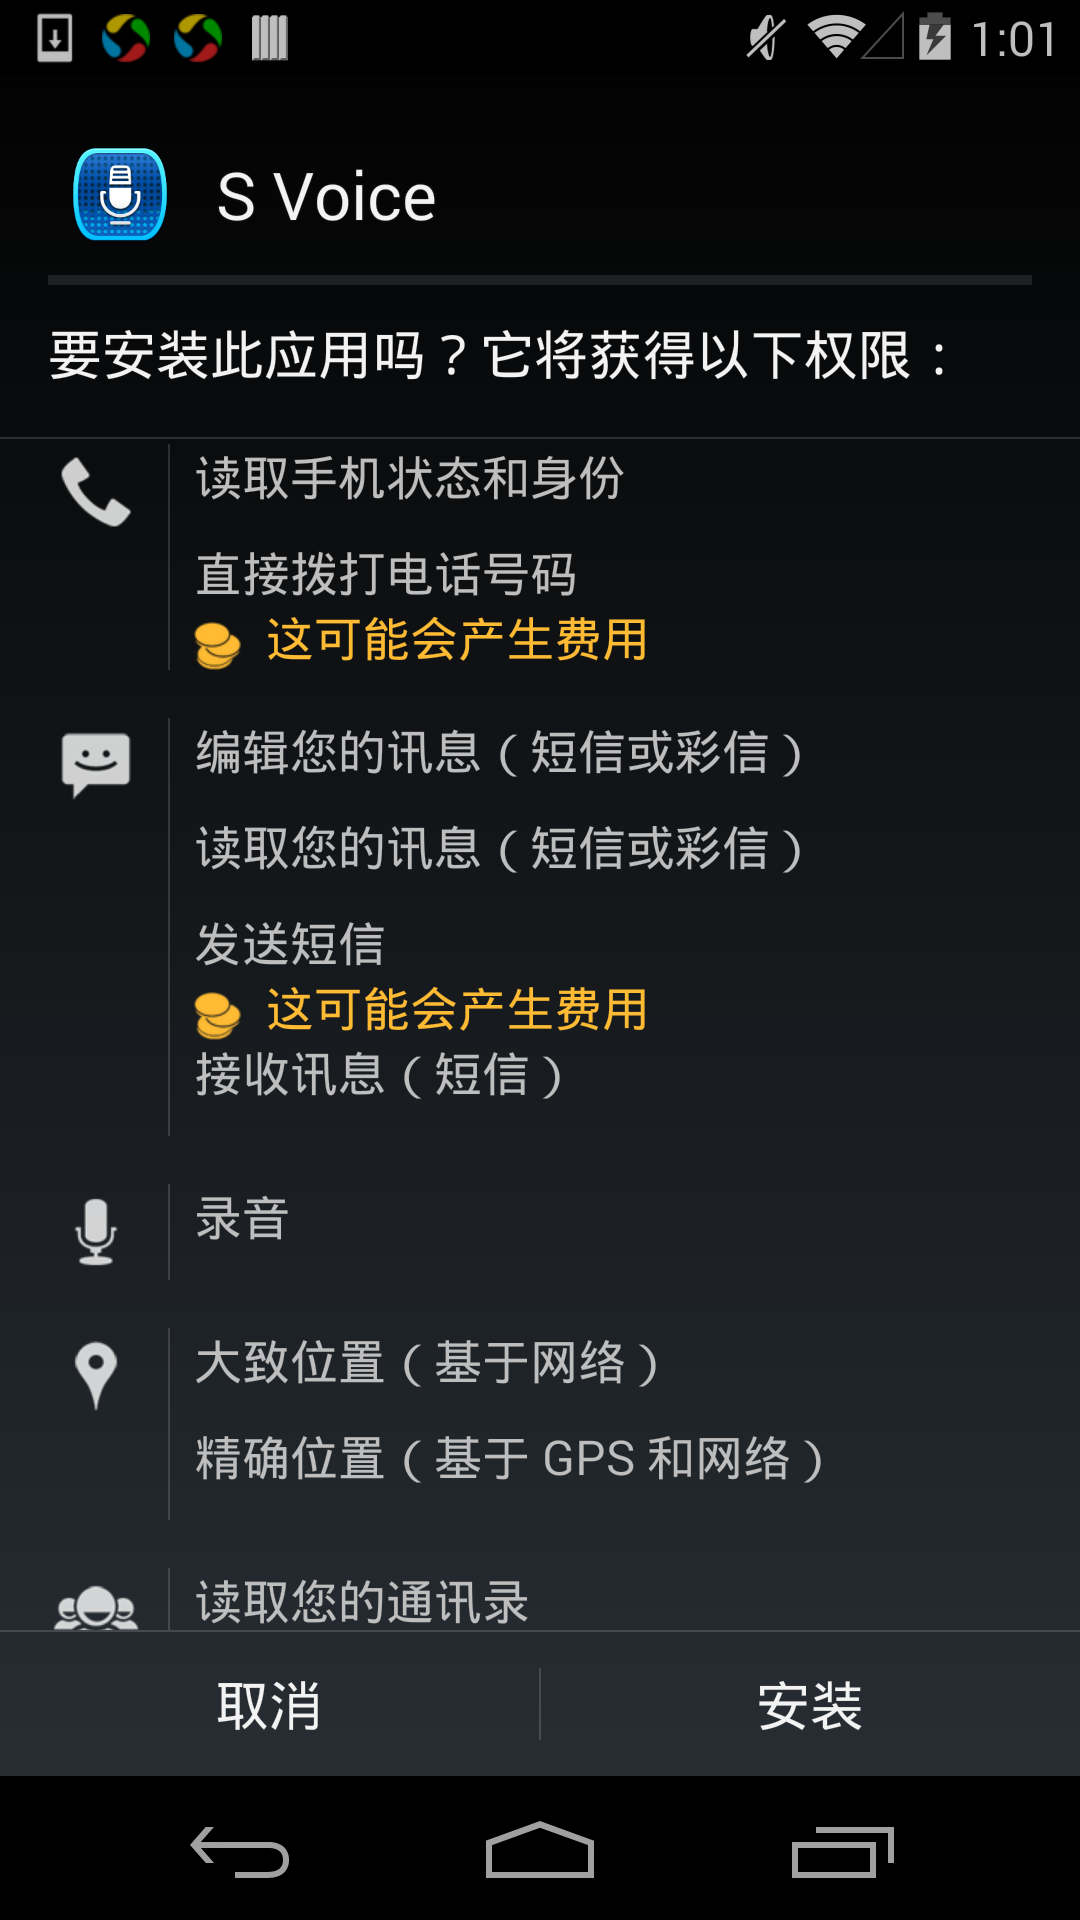 1:01
S Voice
要安装此应用吗？它将获得以下权限：
读取手机状态和身份
直接拨打电话号码
这可能会产生费用
编辑您的讯息（短信或彩信）
读取您的讯息（短信或彩信）
发送短信
这可能会产生费用
接收讯息（短信）
录音
大致位置（基于网络）
精确位置（基于 GPS 和网络）
读取您的通讯录
取消
安装